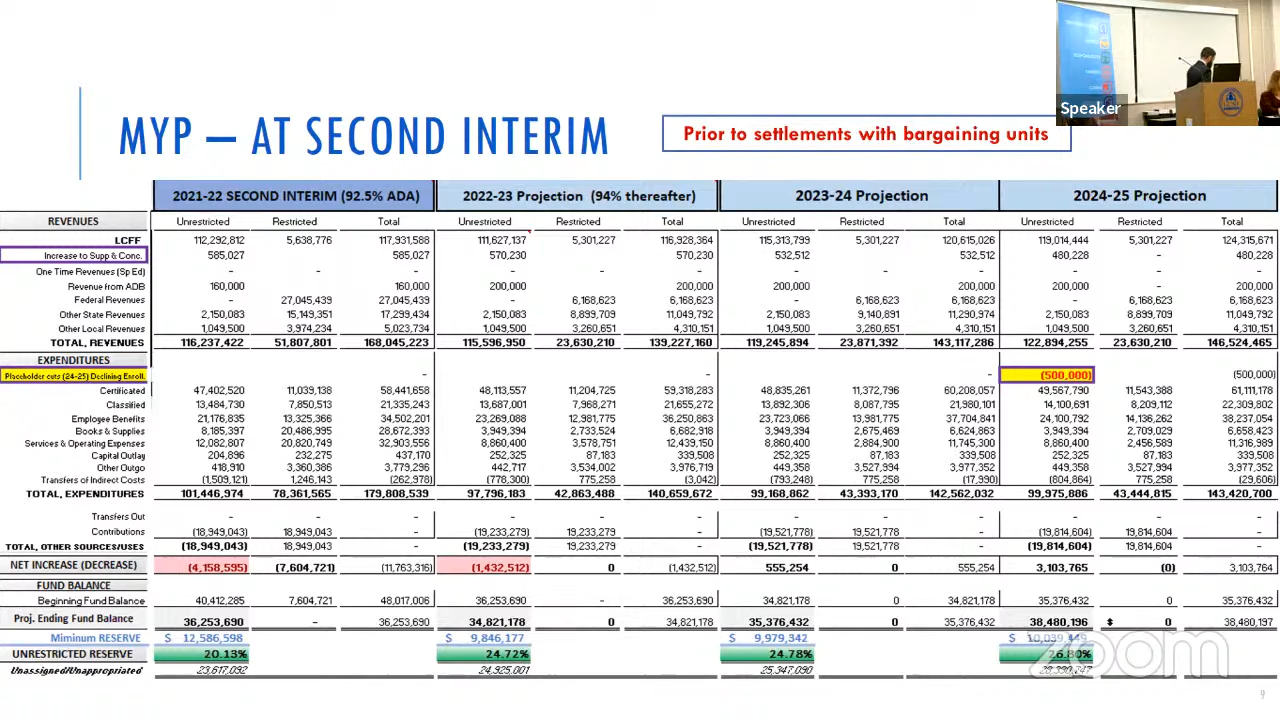 Speaker
MYP – AT SECOND INTERIM
Prior to settlements with bargaining units
2021-22 SECOND INTERIM (92.5% ADA) 2022-23 Projection (94% thereafter) 2023-24 Projection 2024-25 Projection
REVENUES Unrestricted Restricted Total Unrestricted Restricted Total Unrestricted Restricted Total Unrestricted Restricted Total
LCFF 112,292,812 5,638,776 117,931,588 111,627,137 5,301,227 116,928,364 115,313,799 5,301,227 120,615,026 119,014,444 5,301,227 124,315,671
Increase to Supp & Conc. 585,027 585,027 570,230 - 570,230 532,512 - 532,512 480,228 - 480,228
One Time Revenues (Sp Ed) - - - - - - - - - - - -
Revenue from ADB 160,000 160,000 200,000 200,000 200,000 200,000 200,000 - 200,000
Federal Revenues - 27,045,439 27,045,439 - 6,168,623 6,168,623 - 6,168,623 6,168,623 - 6,168,623 6,168,623
Other State Revenues 2,150,083 15,149,351 17,299,434 2,150,083 8,899,709 11,049,792 2,150,083 9,140,891 11,290,974 2,150,083 8,899,709 11,049,792
Other Local Revenues 1,049,500 3,974,234 5,023,734 1,049,500 3,260,651 4,310,151 1,049,500 3,260,651 4,310,151 1,049,500 3,260,651 4,310,151
TOTAL, REVENUES 116,237,422 51,807,801 168,045,223 115,596,950 23,630,210 139,227,160 119,245,894 23,871,392 143,117,286 122,894,255 23,630,210 146,524,465
EXPENDITURES
Placeholder cuts (24-25) Declining Enroll. - - - (500,000) (500,000)
Certificated 47,402,520 11,039,138 58,441,658 48,113,557 11,204,725 59,318,283 48,835,261 11,372,796 60,208,057 49,567,790 11,543,388 61,111,178
Classified 13,484,730 7,850,513 21,335,243 13,687,001 7,968,271 21,655,272 13,892,306 8,087,795 21,980,101 14,100,691 8,209,112 22,309,802
Employee Benefits 21,176,835 13,325,366 34,502,201 23,269,088 12,981,775 36,250,863 23,723,066 13,981,775 37,704,841 24,100,792 14,136,262 38,237,054
Books & Supplies 8,185,397 20,486,995 28,672,393 3,949,394 2,733,524 6,682,918 3,949,394 2,675,469 6,624,863 3,949,394 2,709,029 6,658,423
Services & Operating Expenses 12,082,807 20,820,749 32,903,556 8,860,400 3,578,751 12,439,150 8,860,400 2,884,900 11,745,300 8,860,400 2,456,589 11,316,989
Capital Outlay 204,896 232,275 437,170 252,325 87,183 339,508 252,325 87,183 339,508 252,325 87,183 339,508
Other Outgo 418,910 3,360,386 3,779,296 442,717 3,534,002 3,976,719 449,358 3,527,994 3,977,352 449,358 3,527,994 3,977,352
Transfers of Indirect Costs (1,509,121) 1,246,143 (262,978) (778,300) 775,258 (3,042) (793,248) 775,258 (17,990) (804,864) 775,258 (29,606)
TOTAL, EXPENDITURES 101,446,974 78,361,565 179,808,539 97,796,183 42,863,488 140,659,672 99,168,862 43,393,170 142,562,032 99,975,886 43,444,815 143,420,700
Transfers Out - - - - - - - - - - - -
Contributions (18,949,043) 18,949,043 - (19,233,279) 19,233,279 - (19,521,778) 19,521,778 - (19,814,604) 19,814,604 -
TOTAL, OTHER SOURCES/USES (18,949,043) 18,949,043 - (19,233,279) 19,233,279 - (19,521,778) 19,521,778 - (19,814,604) 19,814,604 -
NET INCREASE (DECREASE) (4,158,595) (7,604,721) (11,763,316) (1,432,512) 0 (1,432,512) 555,254 0 555,254 3,103,765 (0) 3,103,764
FUND BALANCE
Beginning Fund Balance 40,412,285 7,604,721 48,017,006 36,253,690 - 36,253,690 34,821,178 0 34,821,178 35,376,432 0 35,376,432
Proj. Ending Fund Balance 36,253,690 - 36,253,690 34,821,178 0 34,821,178 35,376,432 0 35,376,432 38,480,196 0 38,480,197
Minimum RESERVE $ 12,586,598 $ 9,846,177 $ 9,979,342 $ 10,039,449
UNRESTRICTED RESERVE 20.13% 24.72% 24.78% 26.80%
Unassigned/Unappropriated 23,617,092 24,925,001 25,347,090
zoom
9